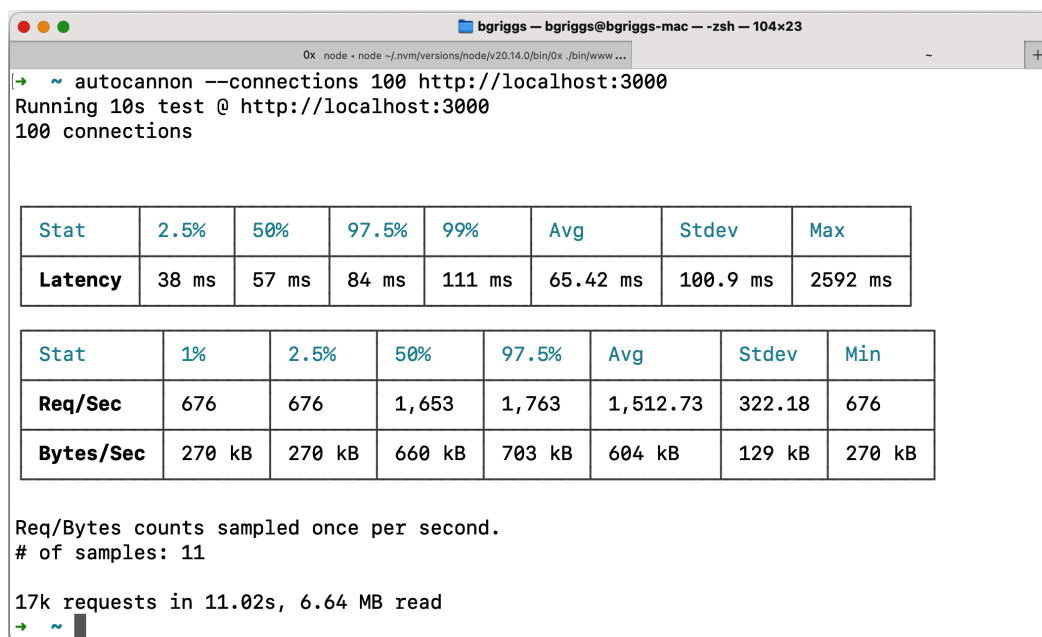 bgriggs — bgriggs@bgriggs-mac — -zsh — 104×23
0x node • node ~/.nvm/versions/node/v20.14.0/bin/0x ./bin/www ...
~
+
[➜ ~ autocannon --connections 100 http://localhost:3000
Running 10s test @ http://localhost:3000
100 connections
Stat 2.5% 50% 97.5% 99% Avg Stdev Max
Latency 38 ms 57 ms 84 ms 111 ms 65.42 ms 100.9 ms 2592 ms
Stat 1% 2.5% 50% 97.5% Avg Stdev Min
Req/Sec 676 676 1,653 1,763 1,512.73 322.18 676
Bytes/Sec 270 kB 270 kB 660 kB 703 kB 604 kB 129 kB 270 kB
Req/Bytes counts sampled once per second.
# of samples: 11
17k requests in 11.02s, 6.64 MB read
➜ ~